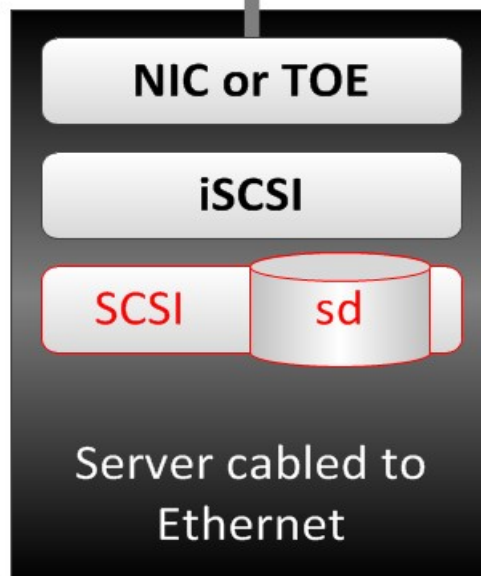 NIC or TOE
iSCSI
SCSI sd
Server cabled to
Ethernet